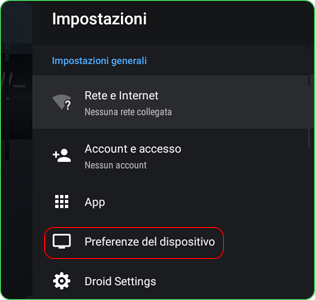 Impostazioni
Impostazioni generali
Rete e Internet
Nessuna rete collegata
Account e accesso
Nessun account
App
Preferenze del dispositivo
Droid Settings